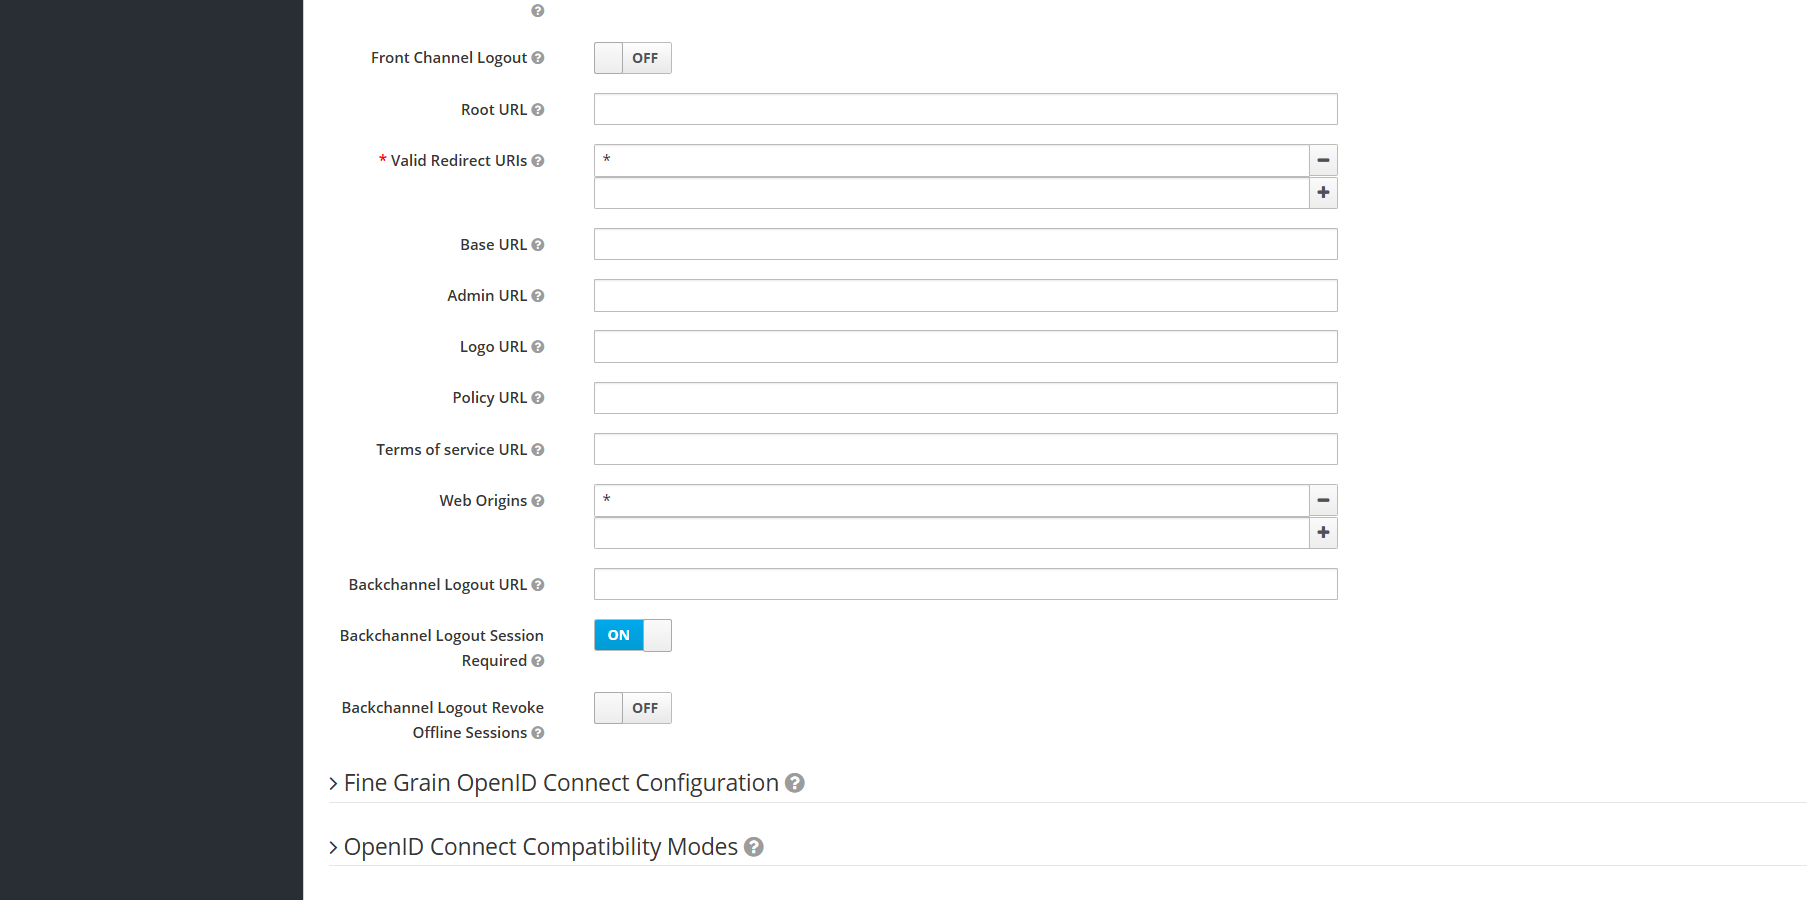 Front Channel Logout OFF
Root URL
* Valid Redirect URIs *
Base URL
Admin URL
Logo URL
Policy URL
Terms of service URL
Web Origins *
Backchannel Logout URL
Backchannel Logout Session ON
Required
Backchannel Logout Revoke OFF
Offline Sessions
Fine Grain OpenID Connect Configuration
OpenID Connect Compatibility Modes